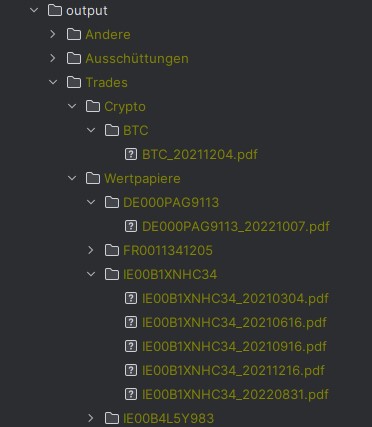 output
Andere
Ausschüttungen
Trades
Crypto
BTC
BTC_20211204.pdf
Wertpapiere
DE000PAG9113
DE000PAG9113_20221007.pdf
FR0011341205
IE00B1XNHC34
IE00B1XNHC34_20210304.pdf
IE00B1XNHC34_20210616.pdf
IE00B1XNHC34_20210916.pdf
IE00B1XNHC34_20211216.pdf
IE00B1XNHC34_20220831.pdf
IE00B4L5Y983